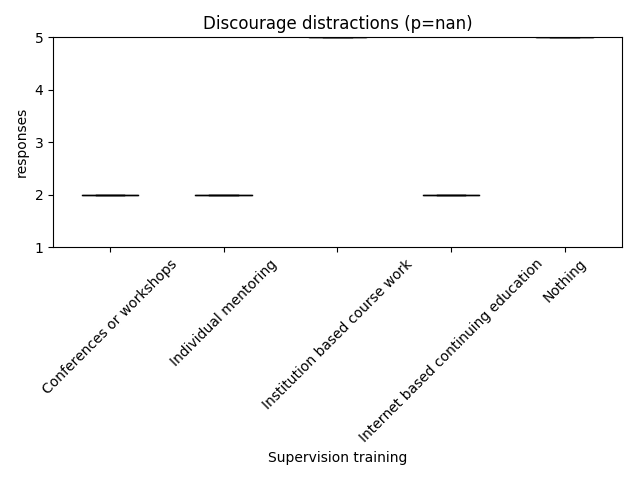 Discourage distractions (p=nan)
5
4
3
2
1
responses
Conferences or workshops
Individual mentoring
Institution based course work
Internet based continuing education
Nothing
Supervision training